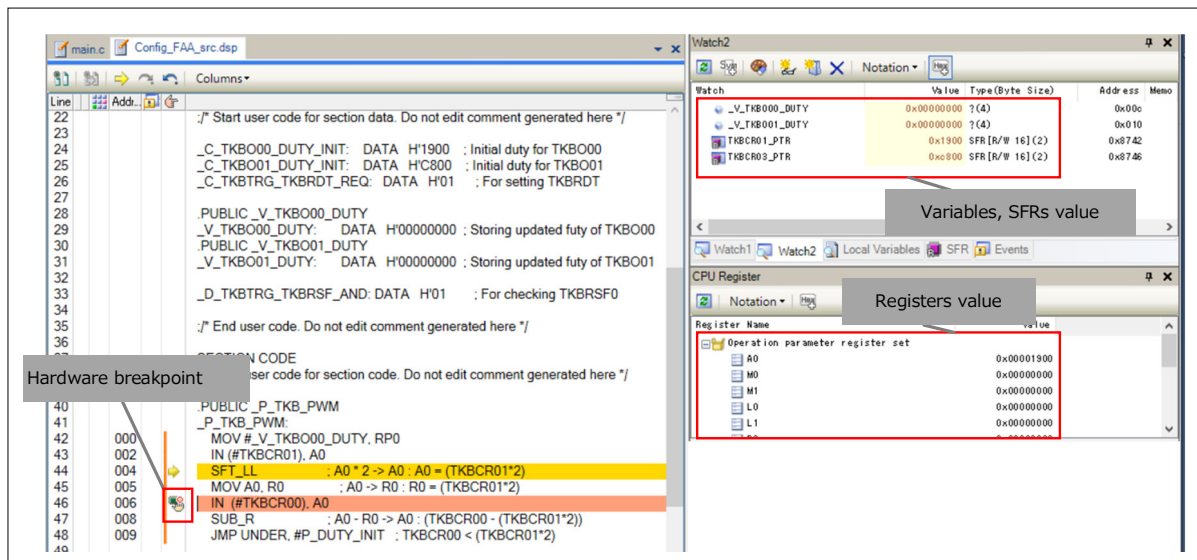 main.c Config_FAA_src.dsp
Columns
Line Addr...
22 :/* Start user code for section data. Do not edit comment generated here */
23
24 _C_TKBO00_DUTY_INIT: DATA H'1900 ; Initial duty for TKBO00
25 _C_TKBO01_DUTY_INIT: DATA H'C800 ; Initial duty for TKBO01
26 _C_TKBTRG_TKBRDT_REQ: DATA H'01 ; For setting TKBRDT
27
28 .PUBLIC _V_TKBO00_DUTY
29 _V_TKBO00_DUTY: DATA H'00000000 ; Storing updated futy of TKBO00
30 .PUBLIC _V_TKBO01_DUTY
31 _V_TKBO01_DUTY: DATA H'00000000 ; Storing updated futy of TKBO01
32
33 _D_TKBTRG_TKBRSF_AND: DATA H'01 ; For checking TKBRSF0
34
35 :/* End user code. Do not edit comment generated here */
36
CODE
Hardware breakpoint
ser code for section code. Do not edit comment generated here */
40 .PUBLIC _P_TKB_PWM
41 _P_TKB_PWM:
42 000 MOV #_V_TKBO00_DUTY, RP0
43 002 IN (#TKBCR01), A0
44 004 SFT_LL ; A0 * 2 -> A0 : A0 = (TKBCR01*2)
45 005 MOV A0, R0 ; A0 -> R0 : R0 = (TKBCR01*2)
46 006 IN (#TKBCR00), A0
47 008 SUB_R ; A0 - R0 -> A0 : (TKBCR00 - (TKBCR01*2))
48 009 JMP UNDER, #P_DUTY_INIT ; TKBCR00 < (TKBCR01*2)
49
Watch2
Notation Hex
Watch Value Type(Byte Size) Address Memo
_V_TKBO00_DUTY 0x00000000 ?(4) 0x00c
_V_TKBO01_DUTY 0x00000000 ?(4) 0x010
TKBCR01_PTR 0x1900 SFR[R/W 16](2) 0x8742
TKBCR03_PTR 0xc800 SFR[R/W 16](2) 0x8746
Variables, SFRs value
Watch1 Watch2 Local Variables SFR Events
CPU Register
Notation Hex
Registers value
Register Name Value
Operation parameter register set
A0 0x00001900
M0 0x00000000
M1 0x00000000
L0 0x00000000
L1 0x00000000